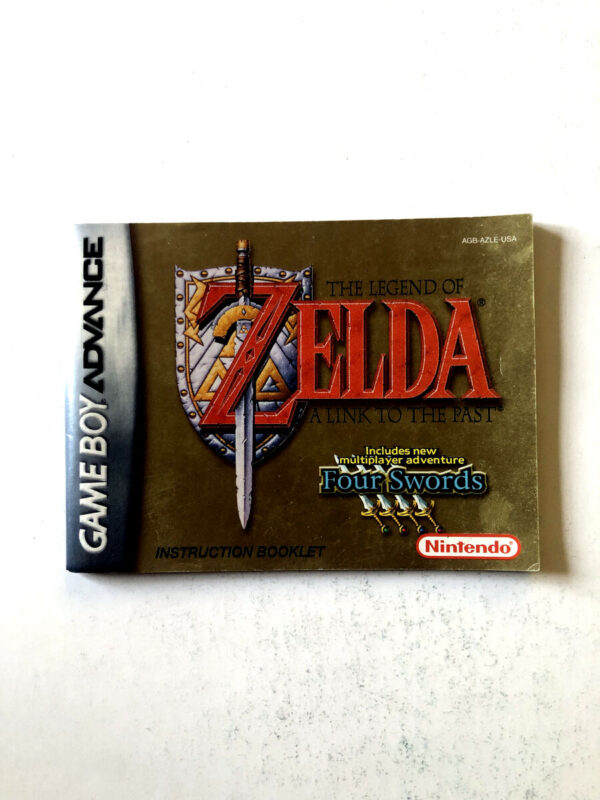 GAME BOY ADVANCE
AGB-AZLE-USA
THE LEGEND OF
ZELDA®
A LINK TO THE PAST®
Includes new
multiplayer adventure
Four Swords
INSTRUCTION BOOKLET
Nintendo®